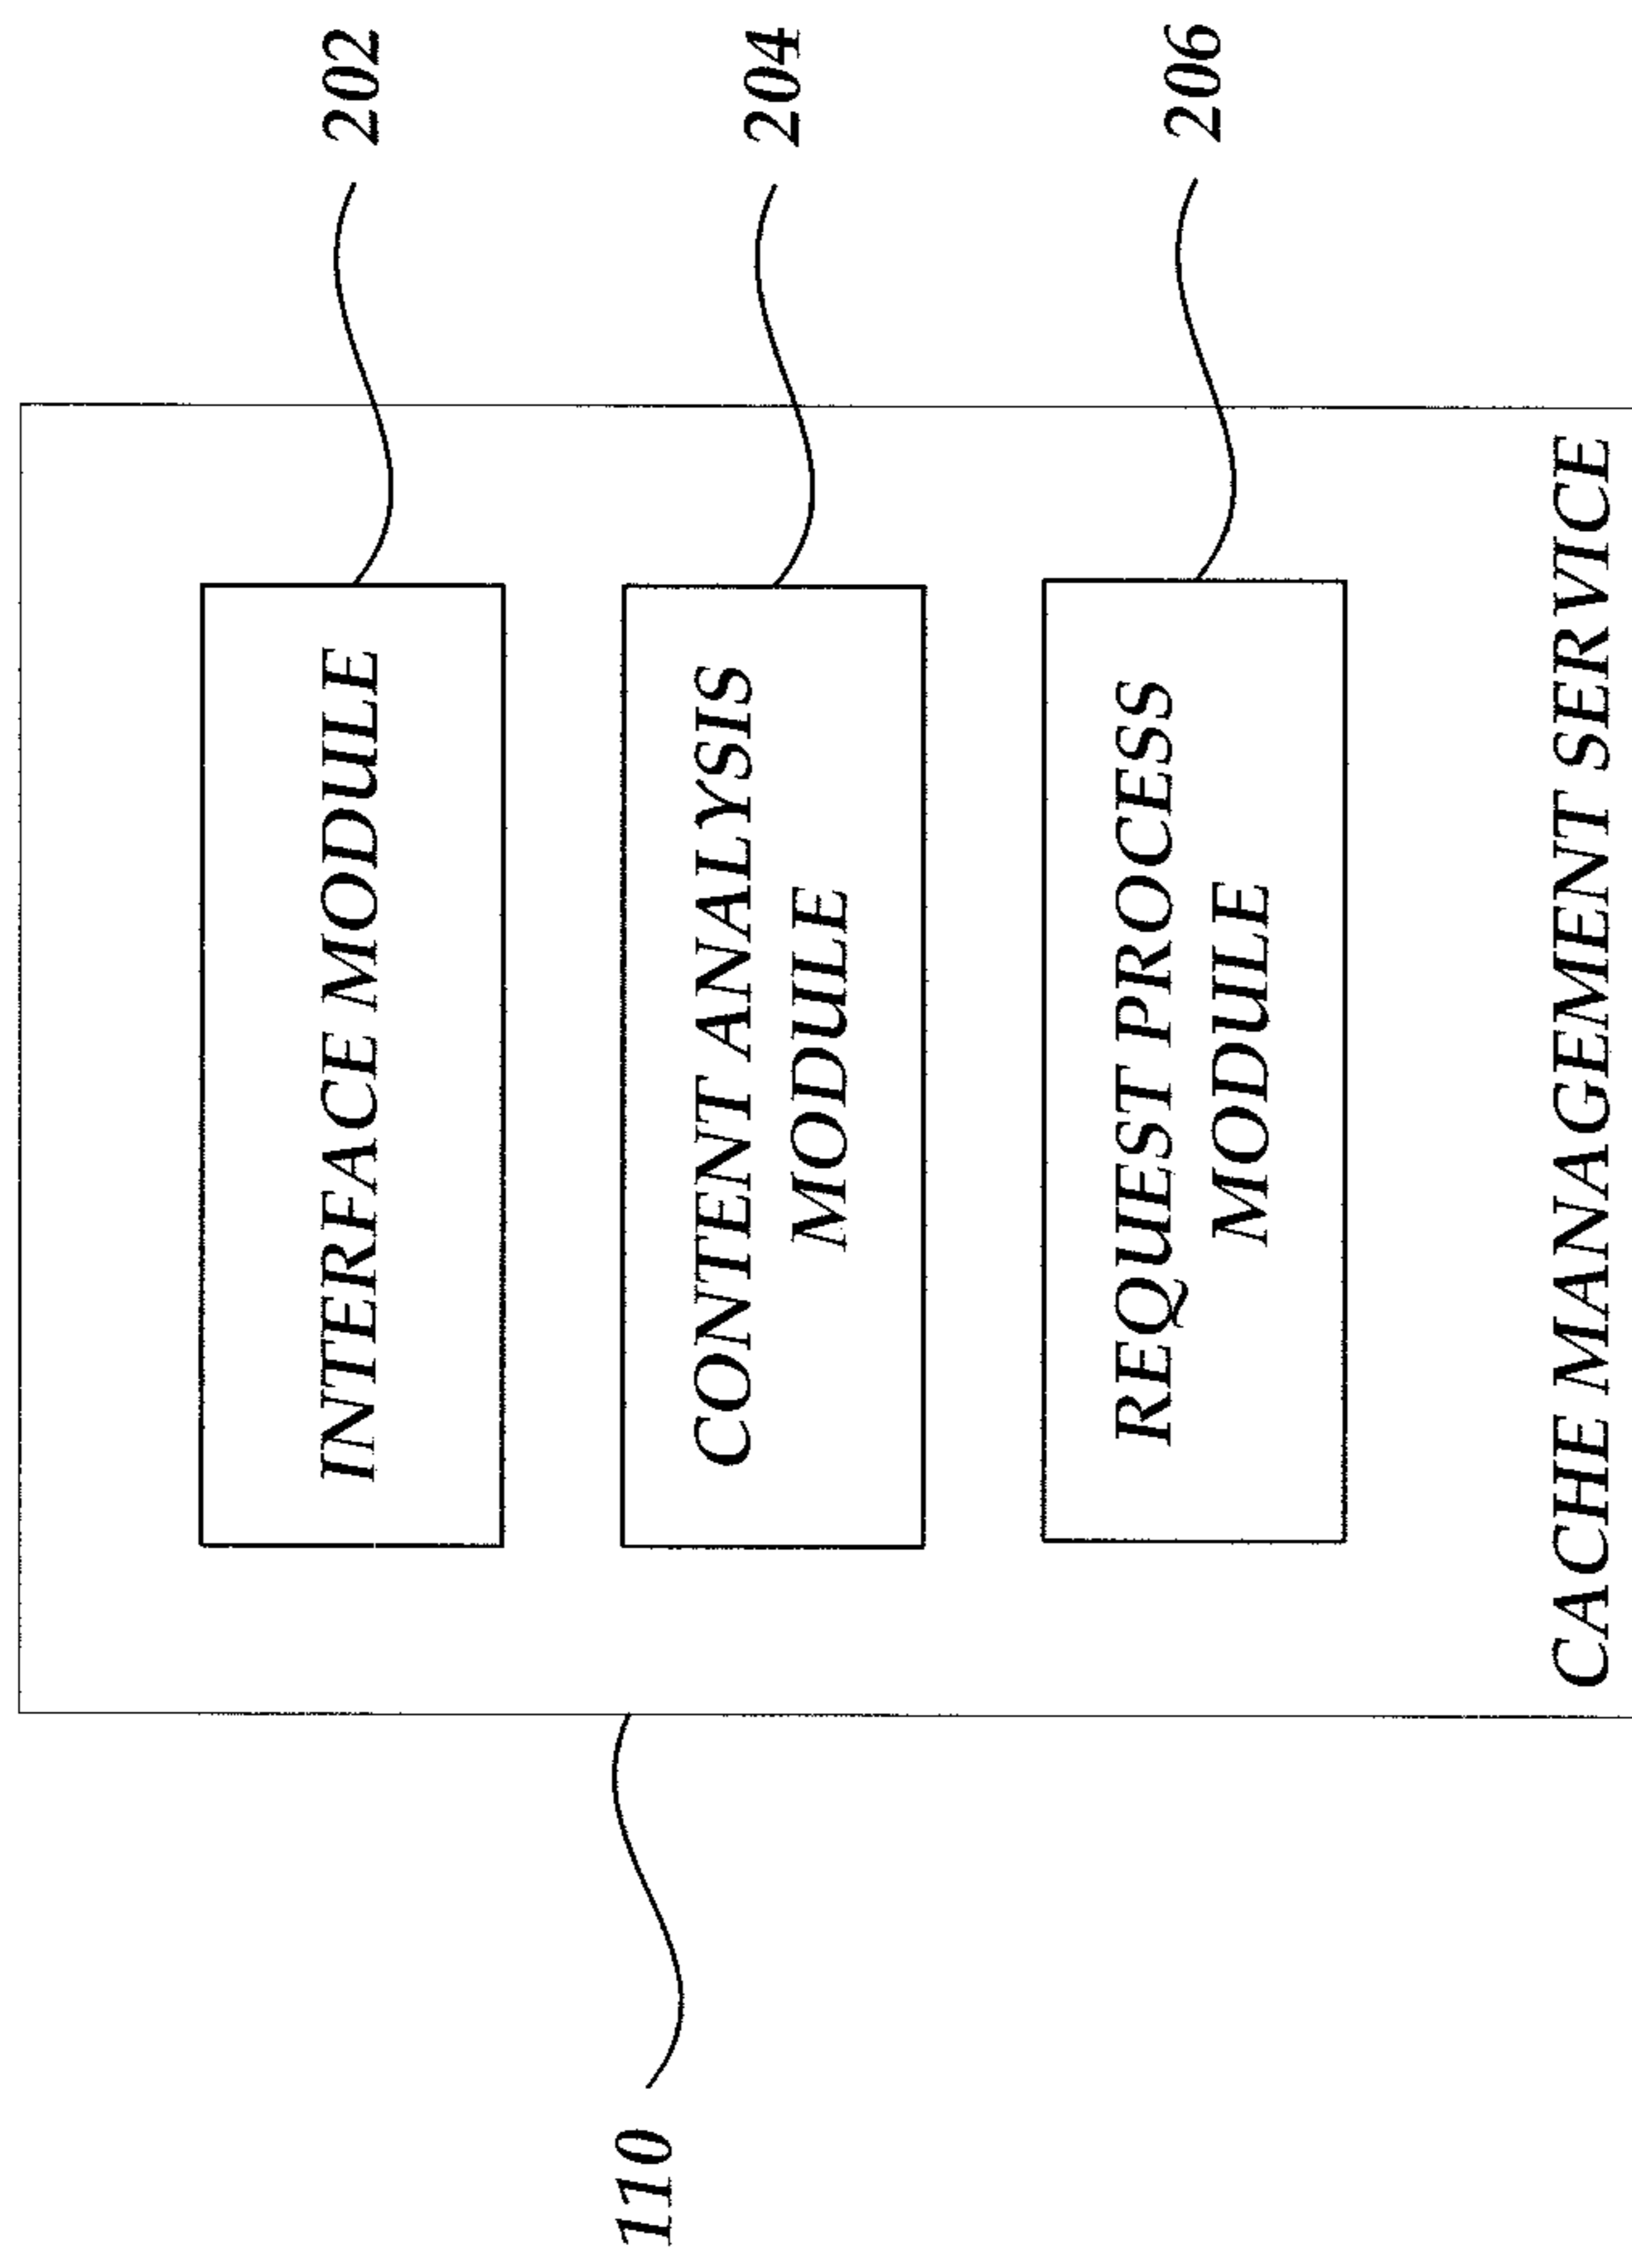 202
INTERFACE MODULE
204
CONTENT ANALYSIS
MODULE
110
206
REQUEST PROCESS
MODULE
CACHE MANAGEMENT SERVICE